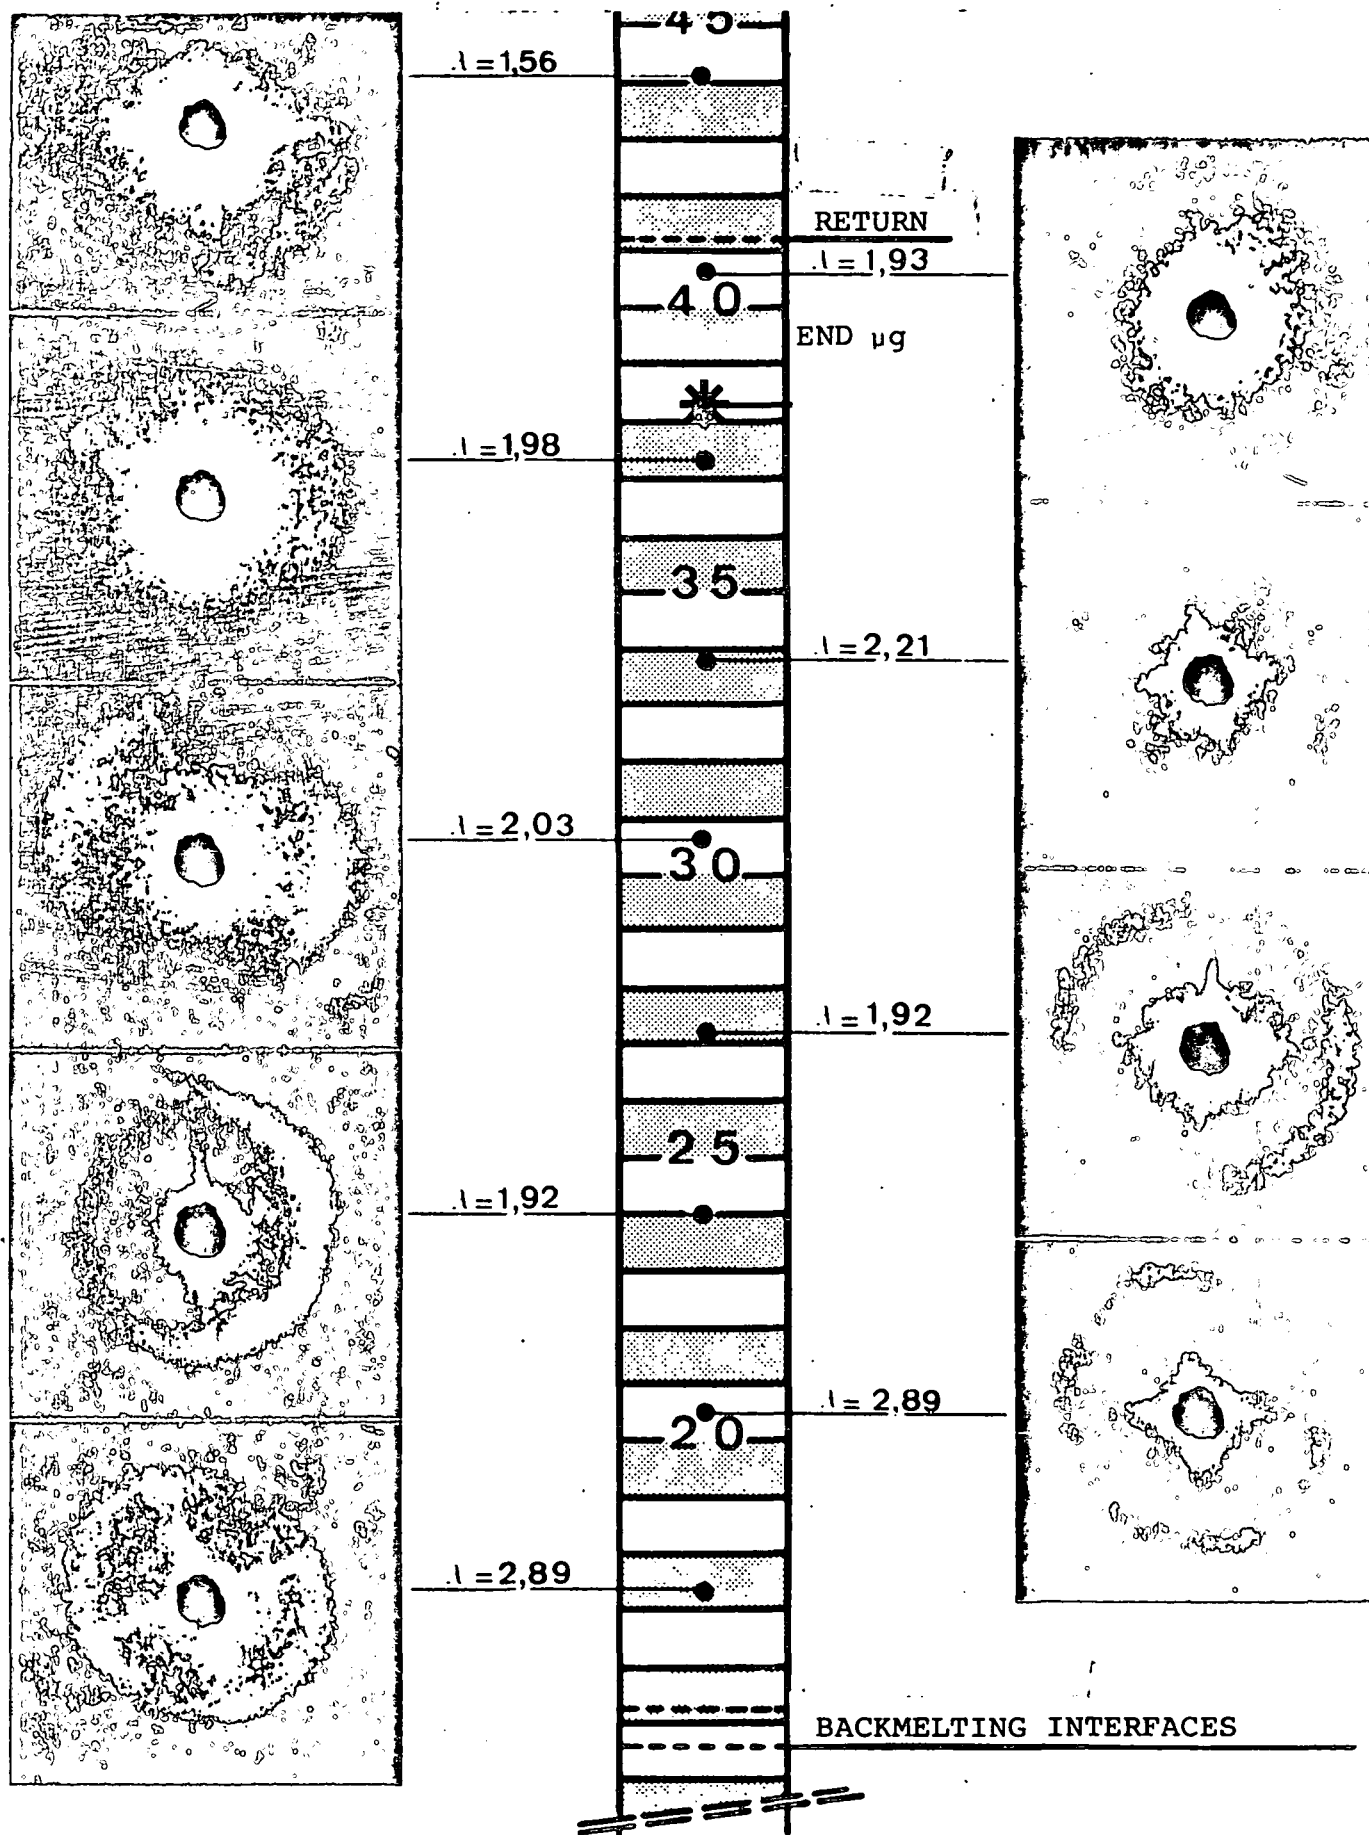 45
λ=1,56
RETURN
λ=1,93
40
END µg
λ=1,98
35
λ=2,21
λ=2,03
30
λ=1,92
25
λ=1,92
λ=2,89
20
λ=2,89
BACKMELTING INTERFACES